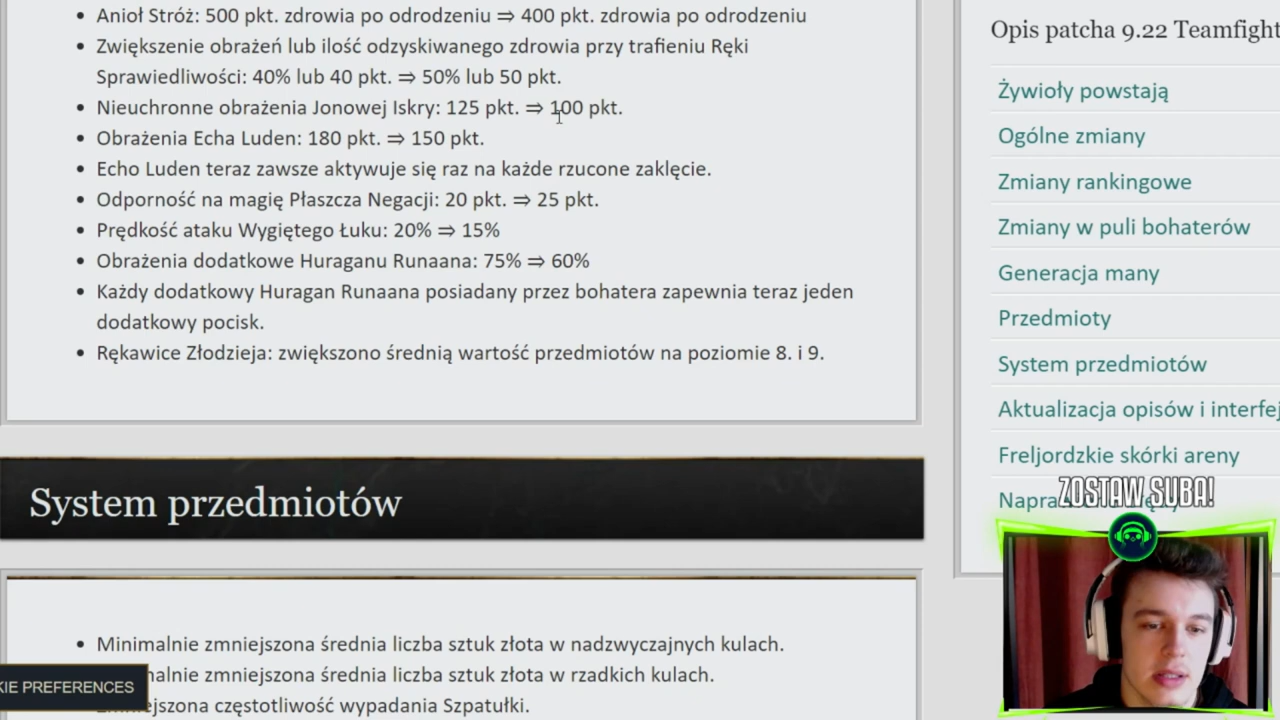 Anioł Stróż: 500 pkt. zdrowia po odrodzeniu ⇒ 400 pkt. zdrowia po odrodzeniu
Zwiększenie obrażeń lub ilość odzyskiwanego zdrowia przy trafieniu Ręki
Sprawiedliwości: 40% lub 40 pkt. ⇒ 50% lub 50 pkt.
Nieuchronne obrażenia Jonowej Iskry: 125 pkt. ⇒ 100 pkt.
Obrażenia Echa Luden: 180 pkt. ⇒ 150 pkt.
Echo Luden teraz zawsze aktywuje się raz na każde rzucone zaklęcie.
Odporność na magię Płaszcza Negacji: 20 pkt. ⇒ 25 pkt.
Prędkość ataku Wygiętego Łuku: 20% ⇒ 15%
Obrażenia dodatkowe Huraganu Runaana: 75% ⇒ 60%
Każdy dodatkowy Huragan Runaana posiadany przez bohatera zapewnia teraz jeden
dodatkowy pocisk.
Rękawice Złodzieja: zwiększono średnią wartość przedmiotów na poziomie 8. i 9.
System przedmiotów
Minimalnie zmniejszona średnia liczba sztuk złota w nadzwyczajnych kulach.
malnie zmniejszona średnia liczba sztuk złota w rzadkich kulach.
jszona częstotliwość wypadania Szpatułki.
KIE PREFERENCES
Opis patcha 9.22 Teamfight
Żywioły powstają
Ogólne zmiany
Zmiany rankingowe
Zmiany w puli bohaterów
Generacja many
Przedmioty
System przedmiotów
Aktualizacja opisów i interfej
Freljordzkie skórki areny
ZOSTAW SUBA!